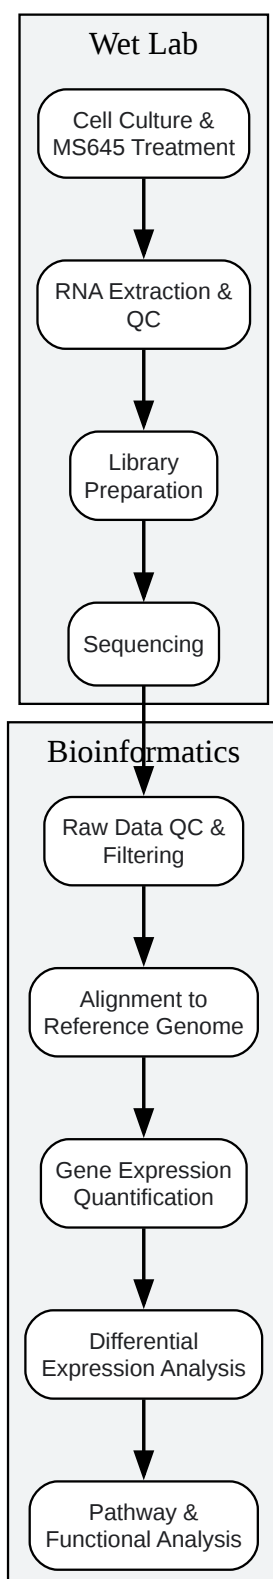 Wet Lab
Cell Culture &
MS645 Treatment
RNA Extraction &
QC
Library
Preparation
Sequencing
Bioinformatics
Raw Data QC &
Filtering
Alignment to
Reference Genome
Gene Expression
Quantification
Differential
Expression Analysis
Pathway &
Functional Analysis